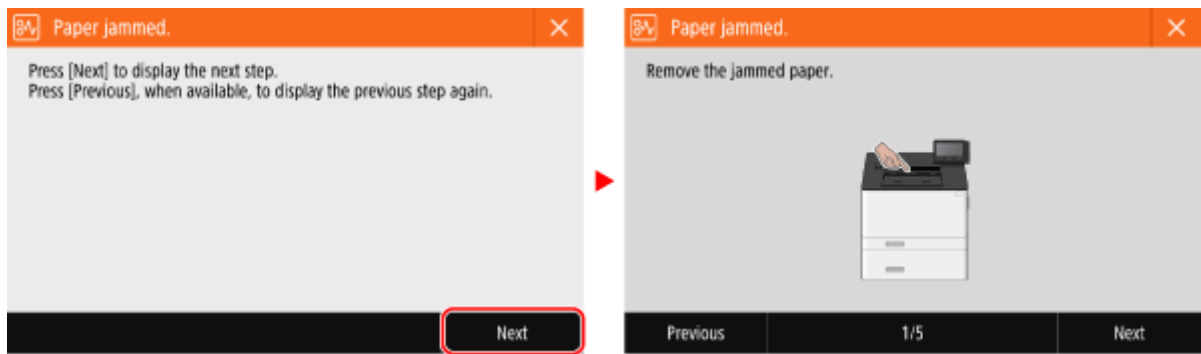 Paper jammed.
Press [Next] to display the next step.
Press [Previous], when available, to display the previous step again.
Next
Paper jammed.
Remove the jammed paper.
Previous
1/5
Next